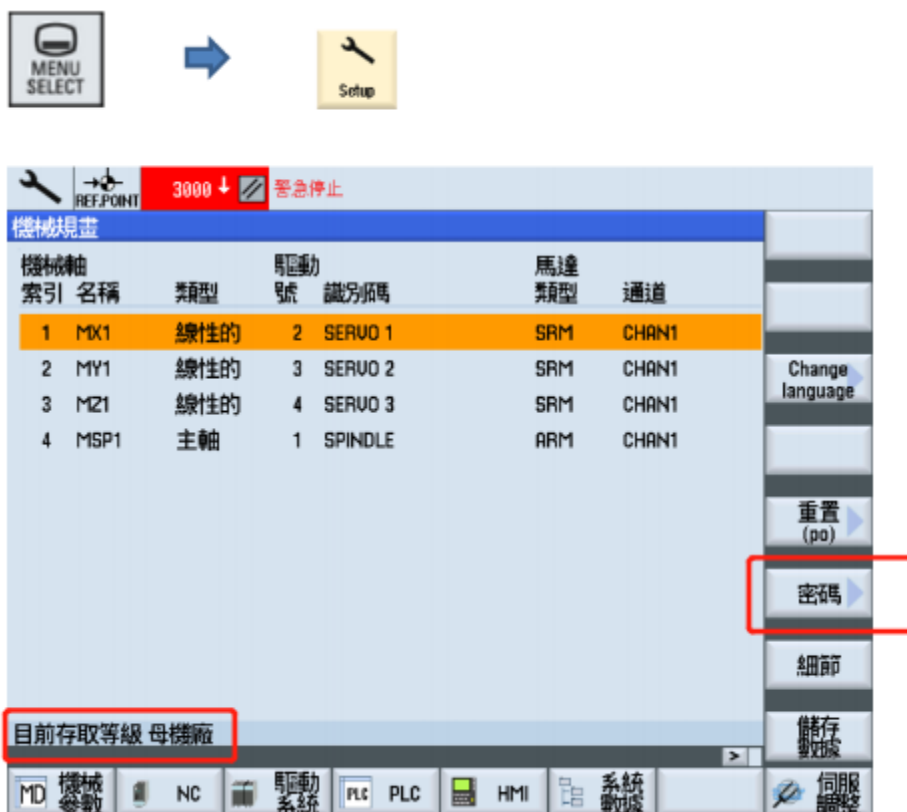 MENU
SELECT
Setup
REF.POINT
3000 ↓
警急停止
機械規畫
機械軸 驅動 馬達
索引 名稱 類型 號 識別碼 類型 通道
1 MX1 線性的 2 SERVO 1 SRM CHAN1
2 MY1 線性的 3 SERVO 2 SRM CHAN1
3 MZ1 線性的 4 SERVO 3 SRM CHAN1
4 MSP1 主軸 1 SPINDLE ARM CHAN1
Change
language
重置
(po)
密碼
細節
儲存
數據
目前存取等級 母機廠
>
MD 機械
參數
NC
驅動
系統
PLC PLC
HMI
系統
數據
伺服
調整